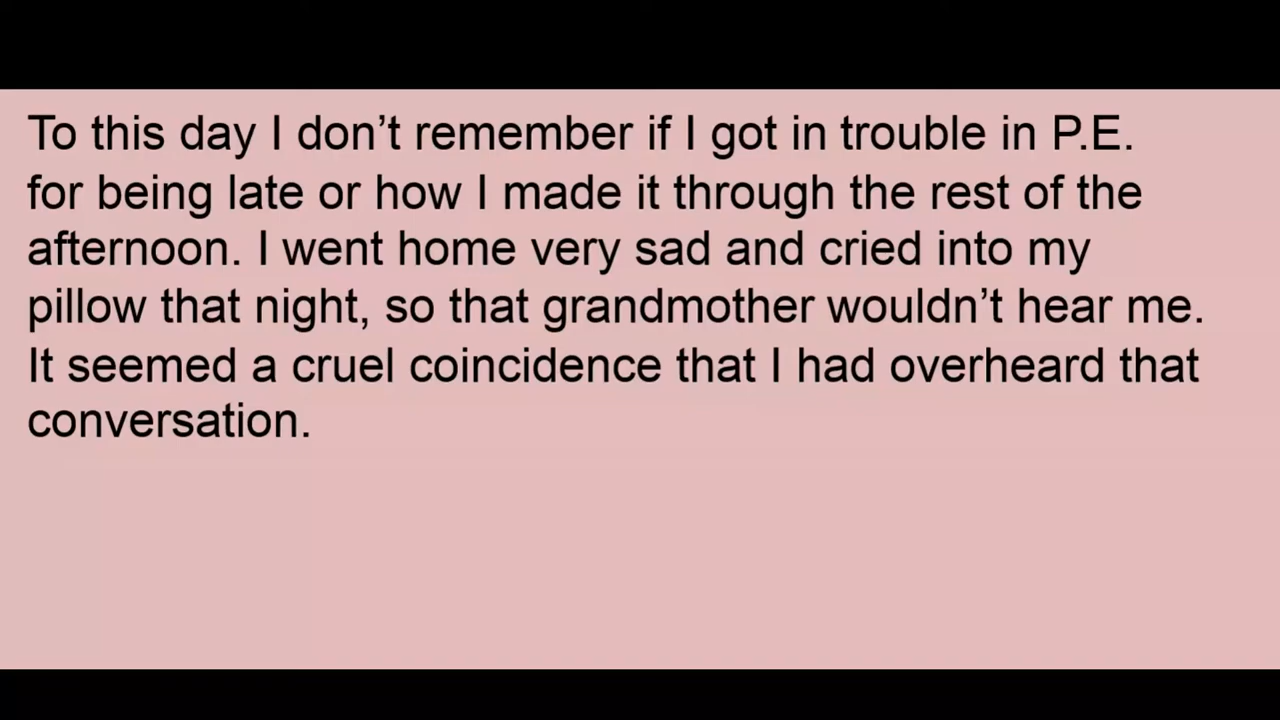 To this day I don’t remember if I got in trouble in P.E.
for being late or how I made it through the rest of the
afternoon. I went home very sad and cried into my
pillow that night, so that grandmother wouldn’t hear me.
It seemed a cruel coincidence that I had overheard that
conversation.